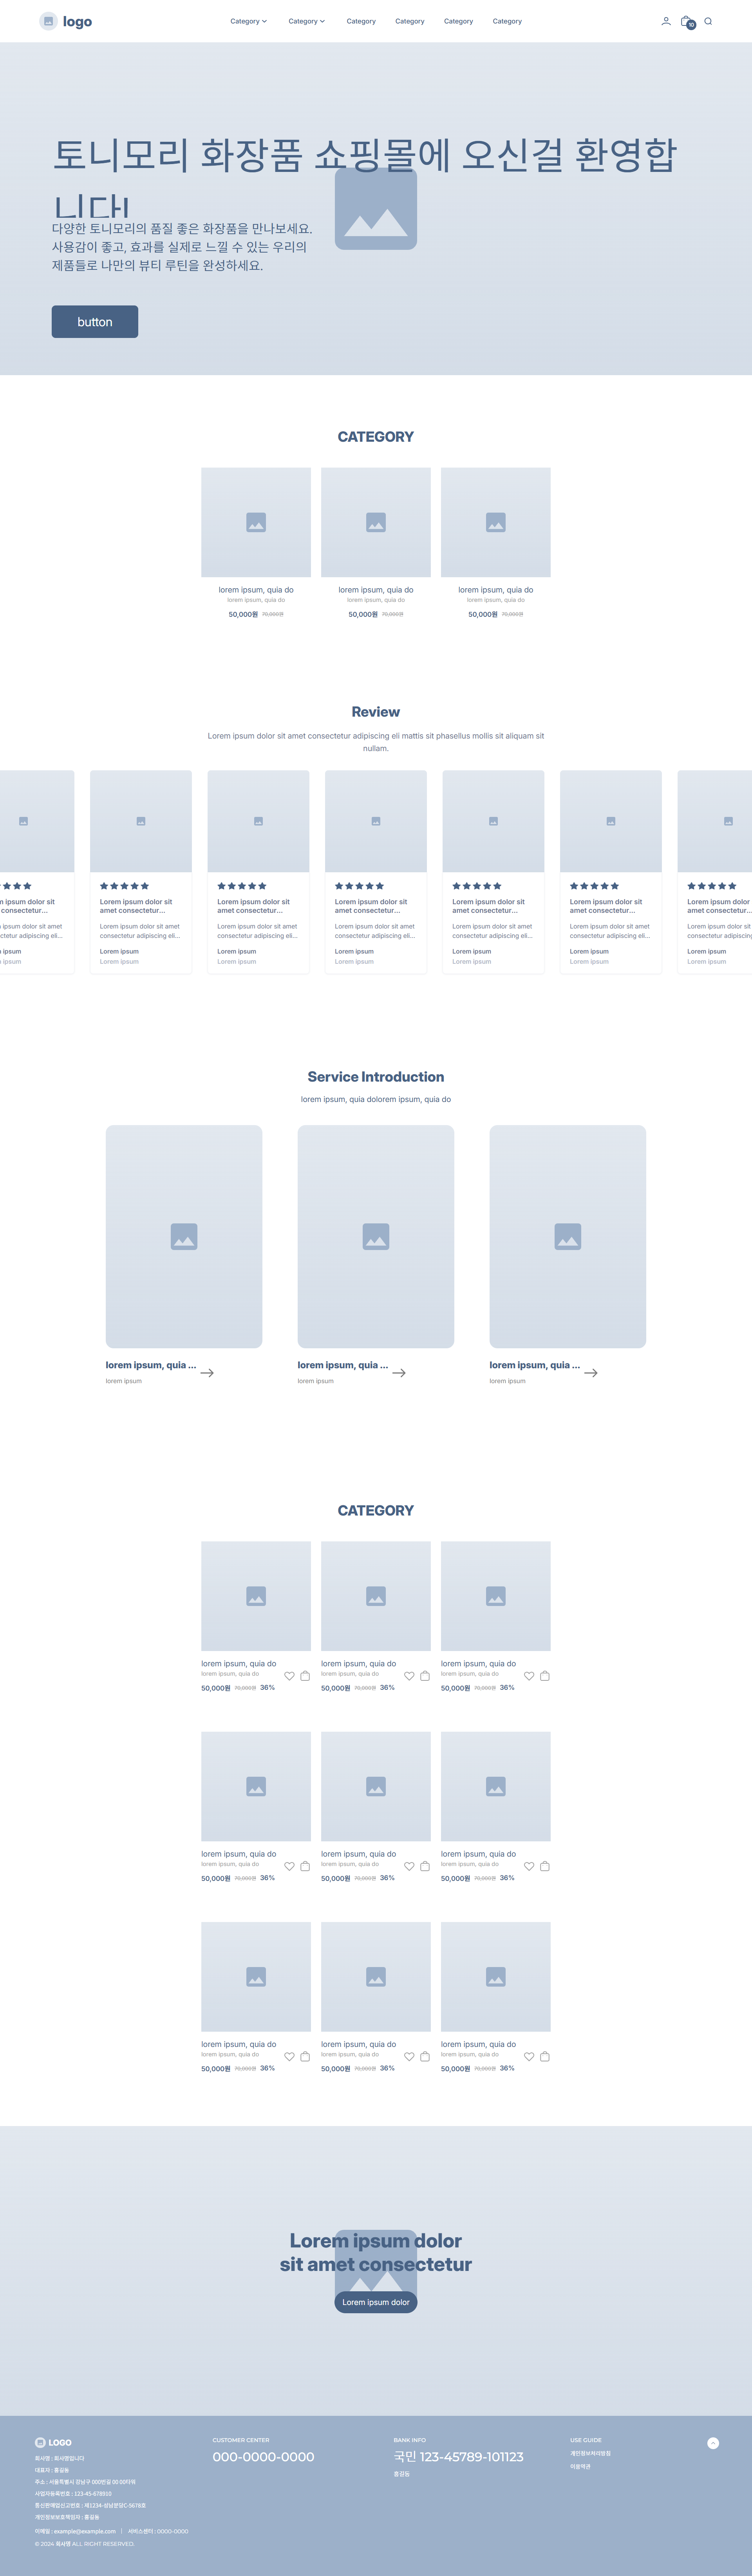 logo
Category Category Category Category Category Category
10
토니모리 화장품 쇼핑몰에 오신걸 환영합
니다!
다양한 토니모리의 품질 좋은 화장품을 만나보세요.
사용감이 좋고, 효과를 실제로 느낄 수 있는 우리의
제품들로 나만의 뷰티 루틴을 완성하세요.
button
CATEGORY
lorem ipsum, quia do lorem ipsum, quia do lorem ipsum, quia do
lorem ipsum, quia do lorem ipsum, quia do lorem ipsum, quia do
50,000원 70,000원 50,000원 70,000원 50,000원 70,000원
Review
Lorem ipsum dolor sit amet consectetur adipiscing eli mattis sit phasellus mollis sit aliquam sit
nullam.
m ipsum dolor sit Lorem ipsum dolor sit Lorem ipsum dolor sit Lorem ipsum dolor sit Lorem ipsum dolor sit Lorem ipsum dolor sit Lorem ipsum dolor
consectetur... amet consectetur... amet consectetur... amet consectetur... amet consectetur... amet consectetur... amet consectetur...
ipsum dolor sit amet Lorem ipsum dolor sit amet Lorem ipsum dolor sit amet Lorem ipsum dolor sit amet Lorem ipsum dolor sit amet Lorem ipsum dolor sit amet Lorem ipsum dolor sit
ctetur adipiscing eli... consectetur adipiscing eli... consectetur adipiscing eli... consectetur adipiscing eli... consectetur adipiscing eli... consectetur adipiscing eli... consectetur adipiscing
ipsum Lorem ipsum Lorem ipsum Lorem ipsum Lorem ipsum Lorem ipsum Lorem ipsum
ipsum Lorem ipsum Lorem ipsum Lorem ipsum Lorem ipsum Lorem ipsum Lorem ipsum
Service Introduction
lorem ipsum, quia dolorem ipsum, quia do
lorem ipsum, quia ... lorem ipsum, quia ... lorem ipsum, quia ...
lorem ipsum lorem ipsum lorem ipsum
CATEGORY
lorem ipsum, quia do lorem ipsum, quia do lorem ipsum, quia do
lorem ipsum, quia do lorem ipsum, quia do lorem ipsum, quia do
50,000원 70,000원 36% 50,000원 70,000원 36% 50,000원 70,000원 36%
lorem ipsum, quia do lorem ipsum, quia do lorem ipsum, quia do
lorem ipsum, quia do lorem ipsum, quia do lorem ipsum, quia do
50,000원 70,000원 36% 50,000원 70,000원 36% 50,000원 70,000원 36%
lorem ipsum, quia do lorem ipsum, quia do lorem ipsum, quia do
lorem ipsum, quia do lorem ipsum, quia do lorem ipsum, quia do
50,000원 70,000원 36% 50,000원 70,000원 36% 50,000원 70,000원 36%
Lorem ipsum dolor
sit amet consectetur
Lorem ipsum dolor
LOGO
회사명 : 회사명입니다
대표자 : 홍길동
주소 : 서울특별시 강남구 000번길 00 00타워
사업자등록번호 : 123-45-678910
통신판매업신고번호 : 제1234-성남분당C-5678호
개인정보보호책임자 : 홍길동
이메일 : example@example.com | 서비스센터 : 0000-0000
© 2024 회사명 ALL RIGHT RESERVED.
CUSTOMER CENTER
000-0000-0000
BANK INFO
국민 123-45789-101123
홍길동
USE GUIDE
개인정보처리방침
이용약관